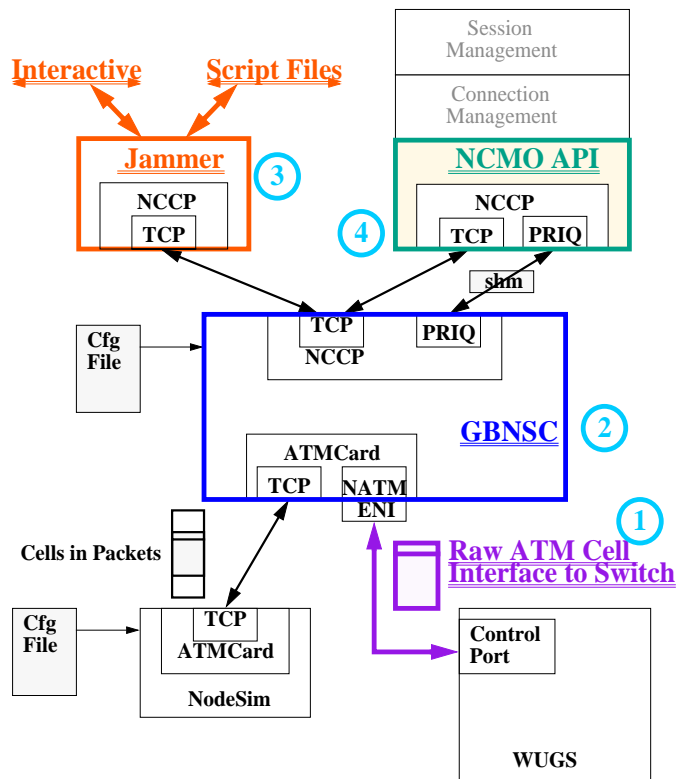 Session
Management
Connection
Management
Interactive
Script Files
Jammer
3
NCCP
TCP
NCMO API
NCCP
4
TCP
PRIQ
shm
Cfg
File
TCP
NCCP
PRIQ
GBNSC
2
ATMCard
TCP
NATM
ENI
1
Cells in Packets
Raw ATM Cell
Interface to Switch
Cfg
File
TCP
ATMCard
NodeSim
Control
Port
WUGS